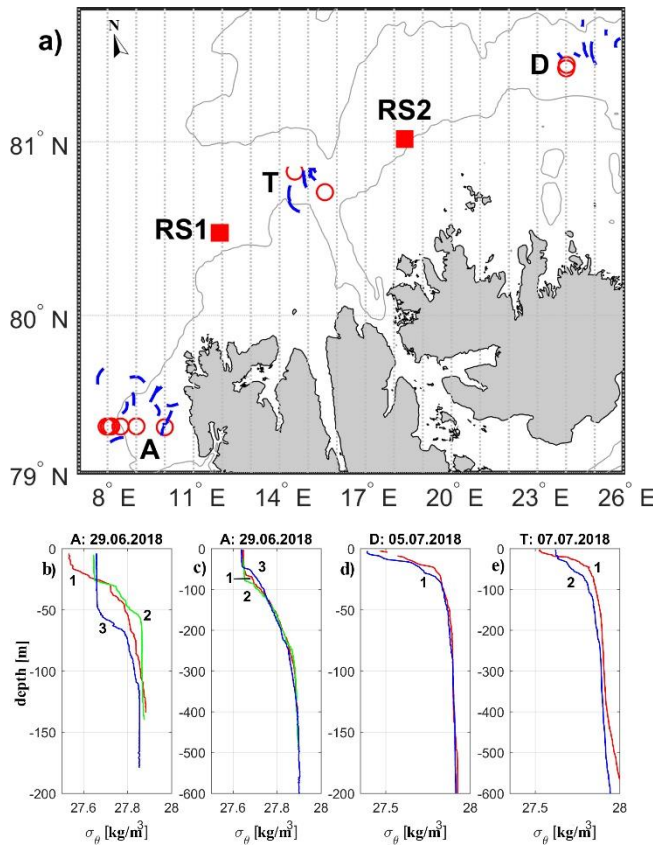 a)
N
D
RS2
81° N
T
RS1
80° N
A
79° N
8° E 11° E 14° E 17° E 20° E 23° E 26° E
A: 29.06.2018 A: 29.06.2018 D: 05.07.2018 T: 07.07.2018
b) c) d) e)
0 0 0 0
1 2 3
1 2 3
1
1 2
-50 -100 -50 -100
-200 -200
-100 -300 -100 -300
-400 -400
-150 -500 -150 -500
-200 -600 -200 -600
depth [m]
27.6 27.8 28 27.6 27.8 28 27.5 28 27.5 28
σθ [kg/m³] σθ [kg/m³] σθ [kg/m³] σθ [kg/m³]